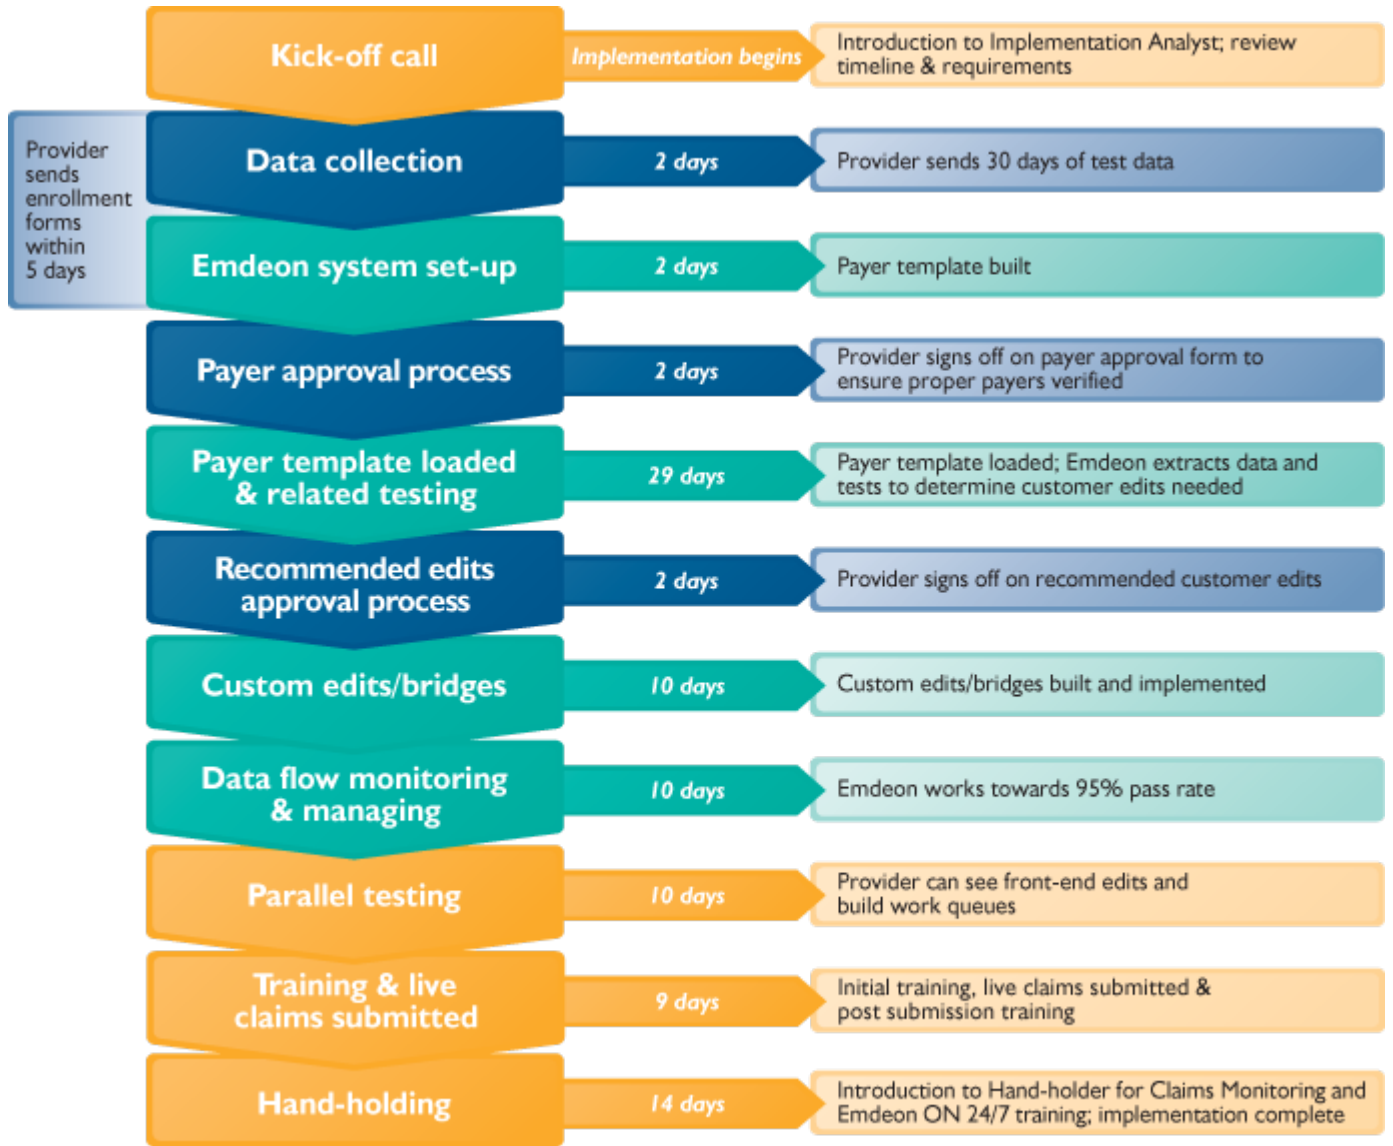 Kick-off call
Implementation begins
Introduction to Implementation Analyst; review
timeline & requirements
Provider
sends
enrollment
forms
within
5 days
Data collection
2 days
Provider sends 30 days of test data
Emdeon system set-up
2 days
Payer template built
Payer approval process
2 days
Provider signs off on payer approval form to
ensure proper payers verified
Payer template loaded
& related testing
29 days
Payer template loaded; Emdeon extracts data and
tests to determine customer edits needed
Recommended edits
approval process
2 days
Provider signs off on recommended customer edits
Custom edits/bridges
10 days
Custom edits/bridges built and implemented
Data flow monitoring
& managing
10 days
Emdeon works towards 95% pass rate
Parallel testing
10 days
Provider can see front-end edits and
build work queues
Training & live
claims submitted
9 days
Initial training, live claims submitted &
post submission training
Hand-holding
14 days
Introduction to Hand-holder for Claims Monitoring and
Emdeon ON 24/7 training; implementation complete